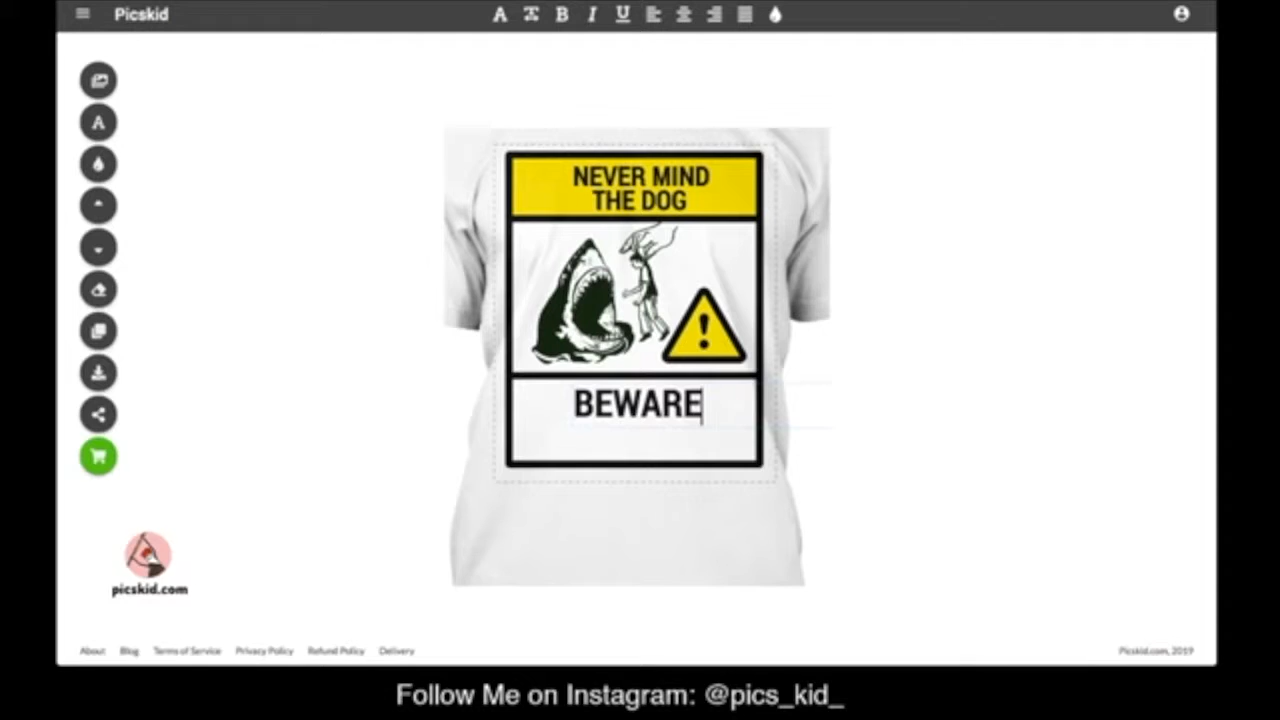 Picskid
A T B I U
A
NEVER MIND
THE DOG
!
BEWARE
picskid.com
About Blog Terms of Service Privacy Policy Refund Policy Delivery
Picskid.com, 2019
Follow Me on Instagram: @pics_kid_